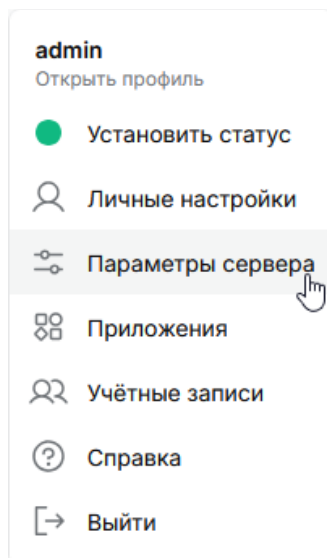 admin
Открыть профиль
Установить статус
Личные настройки
Параметры сервера
Приложения
Учётные записи
Справка
Выйти